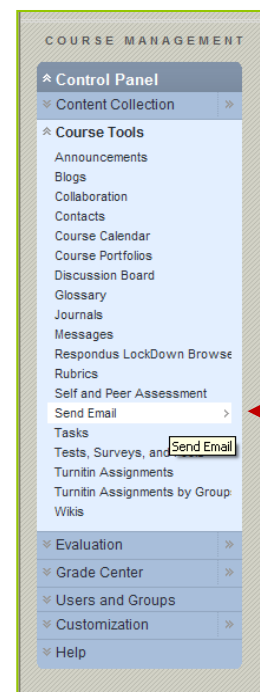 COURSE MANAGEMENT
Control Panel
Content Collection
Course Tools
Announcements
Blogs
Collaboration
Contacts
Course Calendar
Course Portfolios
Discussion Board
Glossary
Journals
Messages
Respondus LockDown Browse
Rubrics
Self and Peer Assessment
Send Email
Tasks
Send Email
Tests, Surveys, and
Turnitin Assignments
Turnitin Assignments by Group
Wikis
Evaluation
Grade Center
Users and Groups
Customization
Help